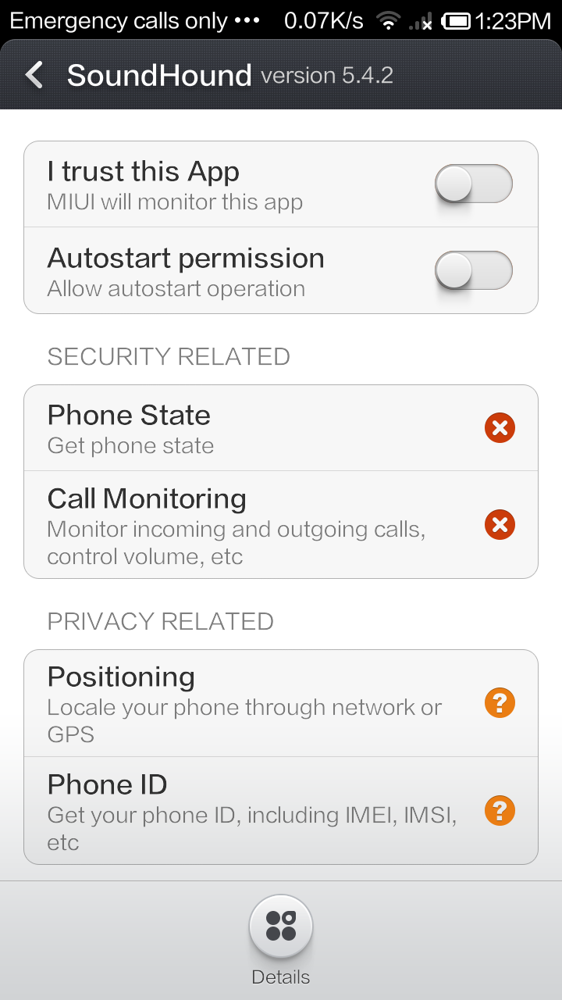 Emergency calls only ••• 0.07K/s 1:23PM
SoundHound version 5.4.2
I trust this App
MIUI will monitor this app
Autostart permission
Allow autostart operation
SECURITY RELATED
Phone State
Get phone state
Call Monitoring
Monitor incoming and outgoing calls,
control volume, etc
PRIVACY RELATED
Positioning
Locale your phone through network or
GPS
Phone ID
Get your phone ID, including IMEI, IMSI,
etc
Details